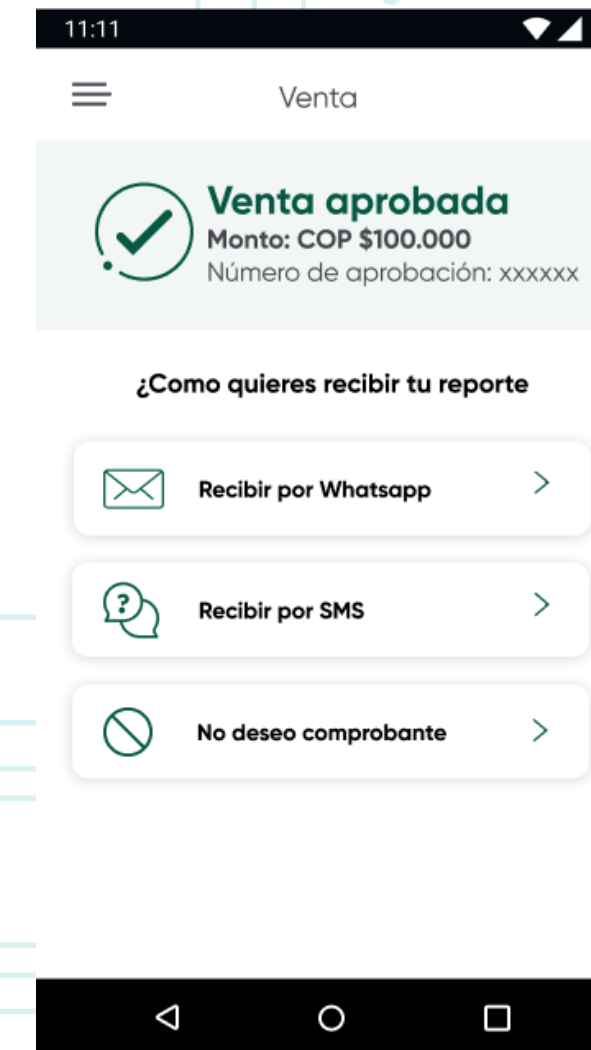 11:11
Venta
Venta aprobada
Monto: COP $100.000
Número de aprobación: xxxxxx
¿Como quieres recibir tu reporte
Recibir por Whatsapp
Recibir por SMS
No deseo comprobante